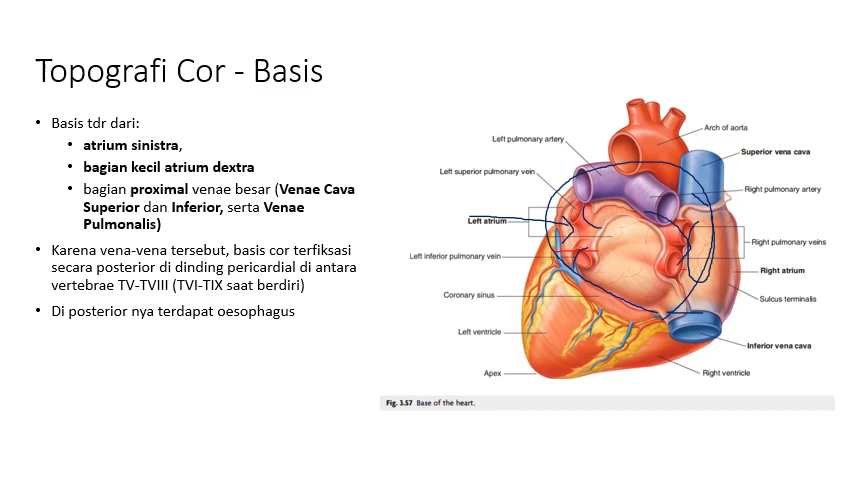 Topografi Cor - Basis
• Basis tdr dari:
• atrium sinistra,
• bagian kecil atrium dextra
• bagian proximal venae besar (Venae Cava
Superior dan Inferior, serta Venae
Pulmonalis)
• Karena vena-vena tersebut, basis cor terfiksasi
secara posterior di dinding pericardial di antara
vertebrae TV-TVIII (TVI-TIX saat berdiri)
• Di posterior nya terdapat oesophagus
Arch of aorta
Left pulmonary artery
Superior vena cava
Left superior pulmonary vein
Right pulmonary artery
Left atrium
Right pulmonary veins
Left inferior pulmonary vein
Right atrium
Coronary sinus
Sulcus terminalis
Left ventricle
Inferior vena cava
Apex
Right ventricle
Fig. 3.57 Base of the heart.